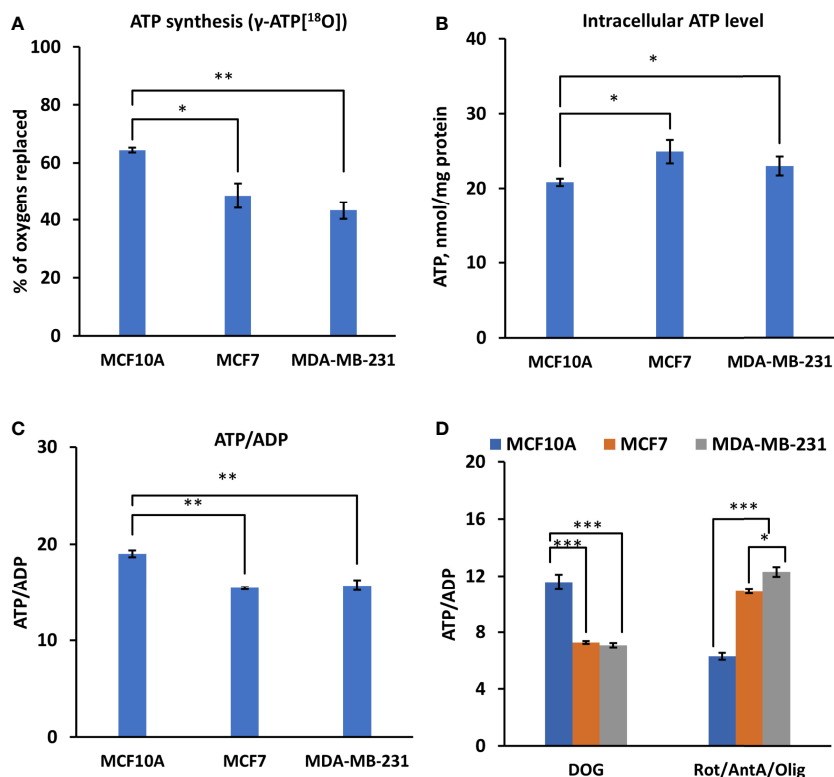 A
ATP synthesis (γ-ATP[¹⁸O])
% of oxygens replaced
100
80
60
40
20
0
**
*
MCF10A MCF7 MDA-MB-231
B
Intracellular ATP level
ATP, nmol/mg protein
40
30
20
10
0
*
*
MCF10A MCF7 MDA-MB-231
C
ATP/ADP
ATP/ADP
30
20
10
0
**
**
MCF10A MCF7 MDA-MB-231
D
MCF10A MCF7 MDA-MB-231
ATP/ADP
20
16
12
8
4
0
***
***
***
*
DOG Rot/AntA/Olig